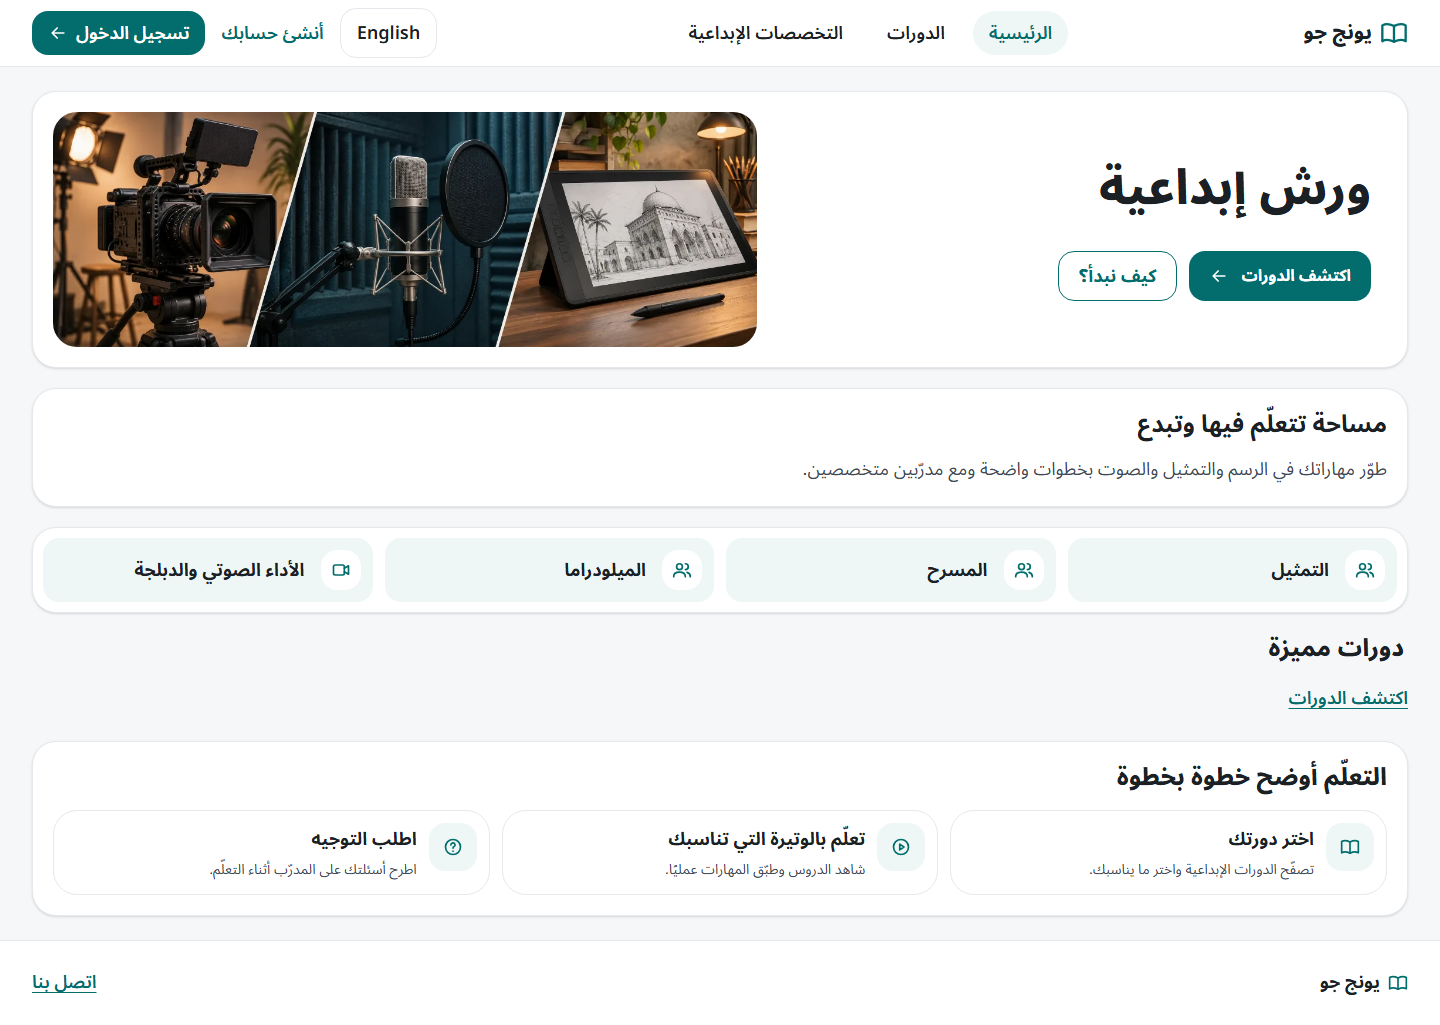 يونج جو
الرئيسية
الدورات
التخصصات الإبداعية
English
أنشئ حسابك
تسجيل الدخول ←
ورش إبداعية
اكتشف الدورات ←
كيف نبدأ؟
مساحة تتعلّم فيها وتبدع
طوّر مهاراتك في الرسم والتمثيل والصوت بخطوات واضحة ومع مدرّبين متخصصين.
التمثيل
المسرح
الميلودراما
الأداء الصوتي والدبلجة
دورات مميزة
اكتشف الدورات
التعلّم أوضح خطوة بخطوة
اختر دورتك
تصفّح الدورات الإبداعية واختر ما يناسبك.
تعلّم بالوتيرة التي تناسبك
شاهد الدروس وطبّق المهارات عمليًا.
اطلب التوجيه
اطرح أسئلتك على المدرّب أثناء التعلّم.
يونج جو
اتصل بنا